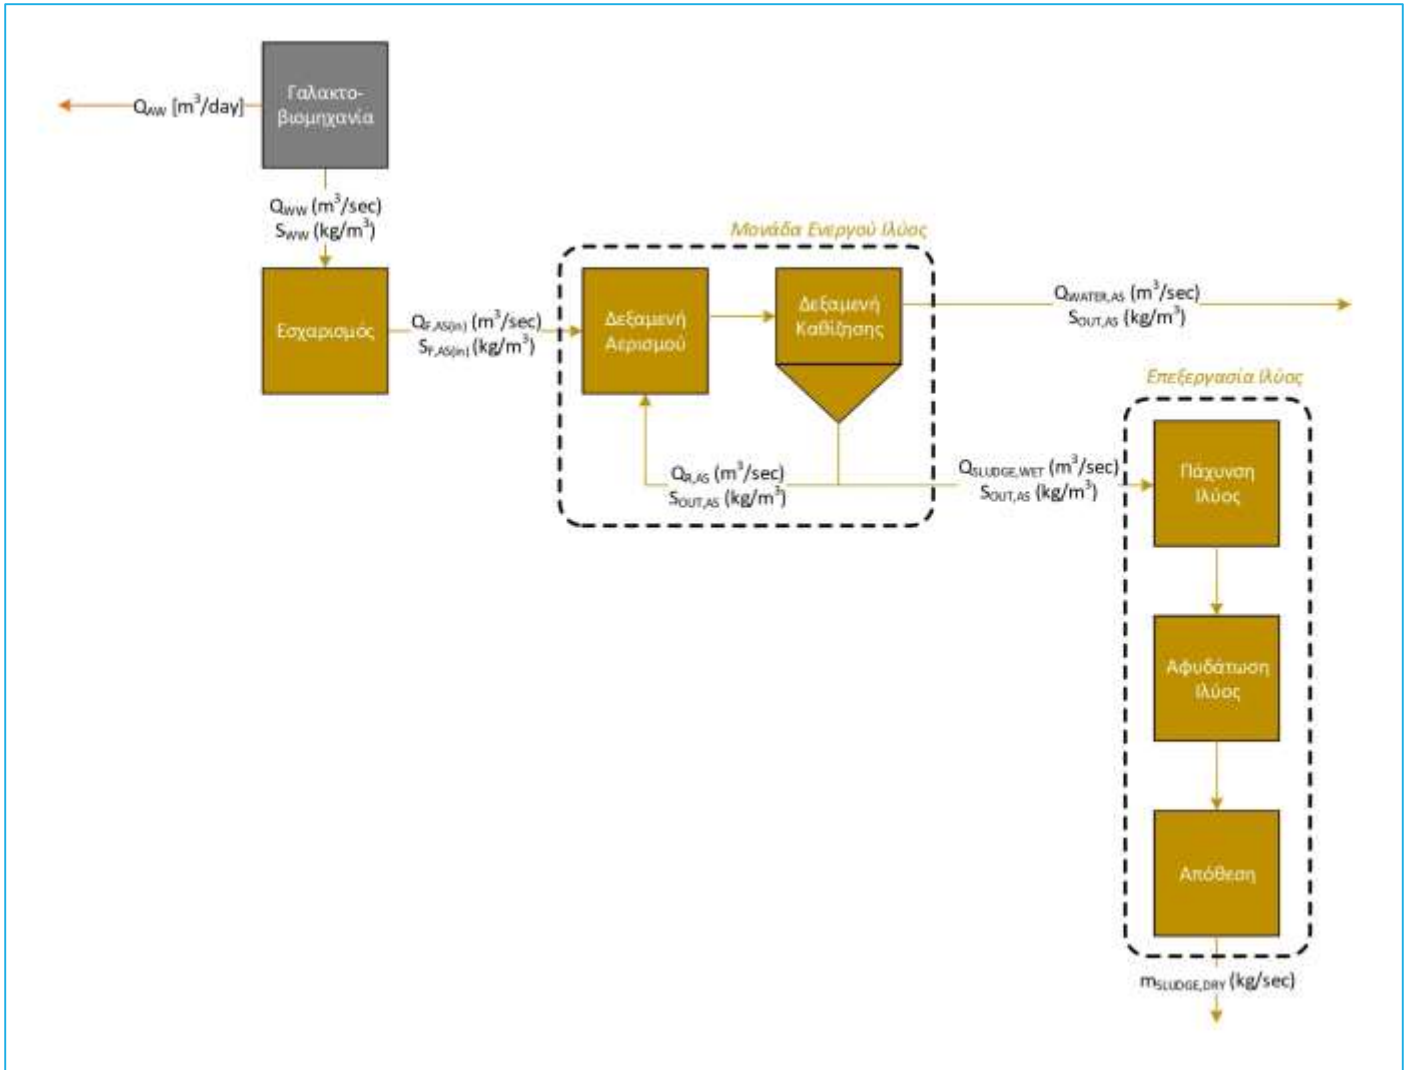 Γαλακτο-
βιομηχανία
Q_AW [m³/day]
Q_WW (m³/sec)
S_WW (kg/m³)
Μονάδα Ενεργού Ιλύος
Εσχαρισμός
Q_F,AS(in) (m³/sec)
S_F,AS(in) (kg/m³)
Δεξαμενή
Αερισμού
Δεξαμενή
Καθίζησης
Q_WATER,AS (m³/sec)
S_OUT,AS (kg/m³)
Επεξεργασία Ιλύος
Q_R,AS (m³/sec)
S_OUT,AS (kg/m³)
Q_SLUDGE,WET (m³/sec)
S_OUT,AS (kg/m³)
Πάχυνση
Ιλύος
Αφυδάτωση
Ιλύος
Απόθεση
m_SLUDGE,DRY (kg/sec)